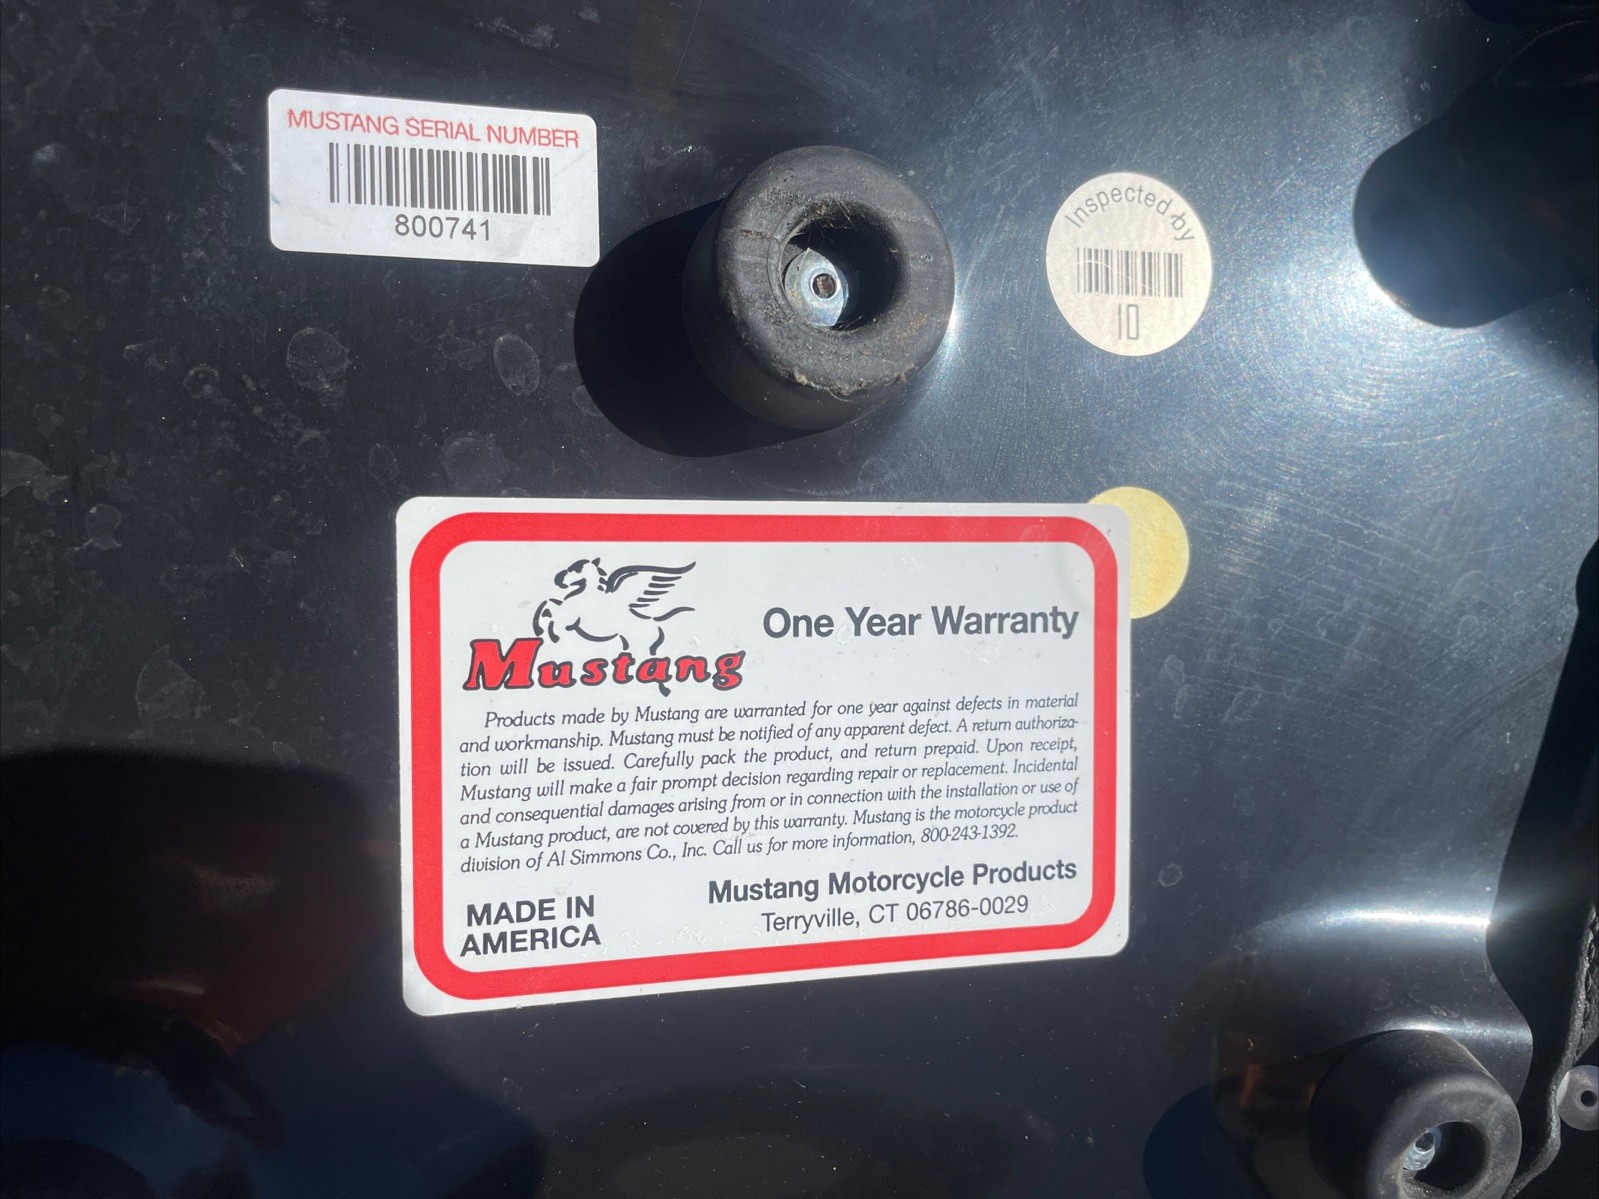 MUSTANG SERIAL NUMBER
800741
Inspected by
10
Mustang
One Year Warranty
Products made by Mustang are warranted for one year against defects in material
and workmanship. Mustang must be notified of any apparent defect. A return authoriza-
tion will be issued. Carefully pack the product, and return prepaid. Upon receipt,
Mustang will make a fair prompt decision regarding repair or replacement. Incidental
and consequential damages arising from or in connection with the installation or use of
a Mustang product, are not covered by this warranty. Mustang is the motorcycle product
division of Al Simmons Co., Inc. Call us for more information, 800-243-1392.
MADE IN
AMERICA
Mustang Motorcycle Products
Terryville, CT 06786-0029